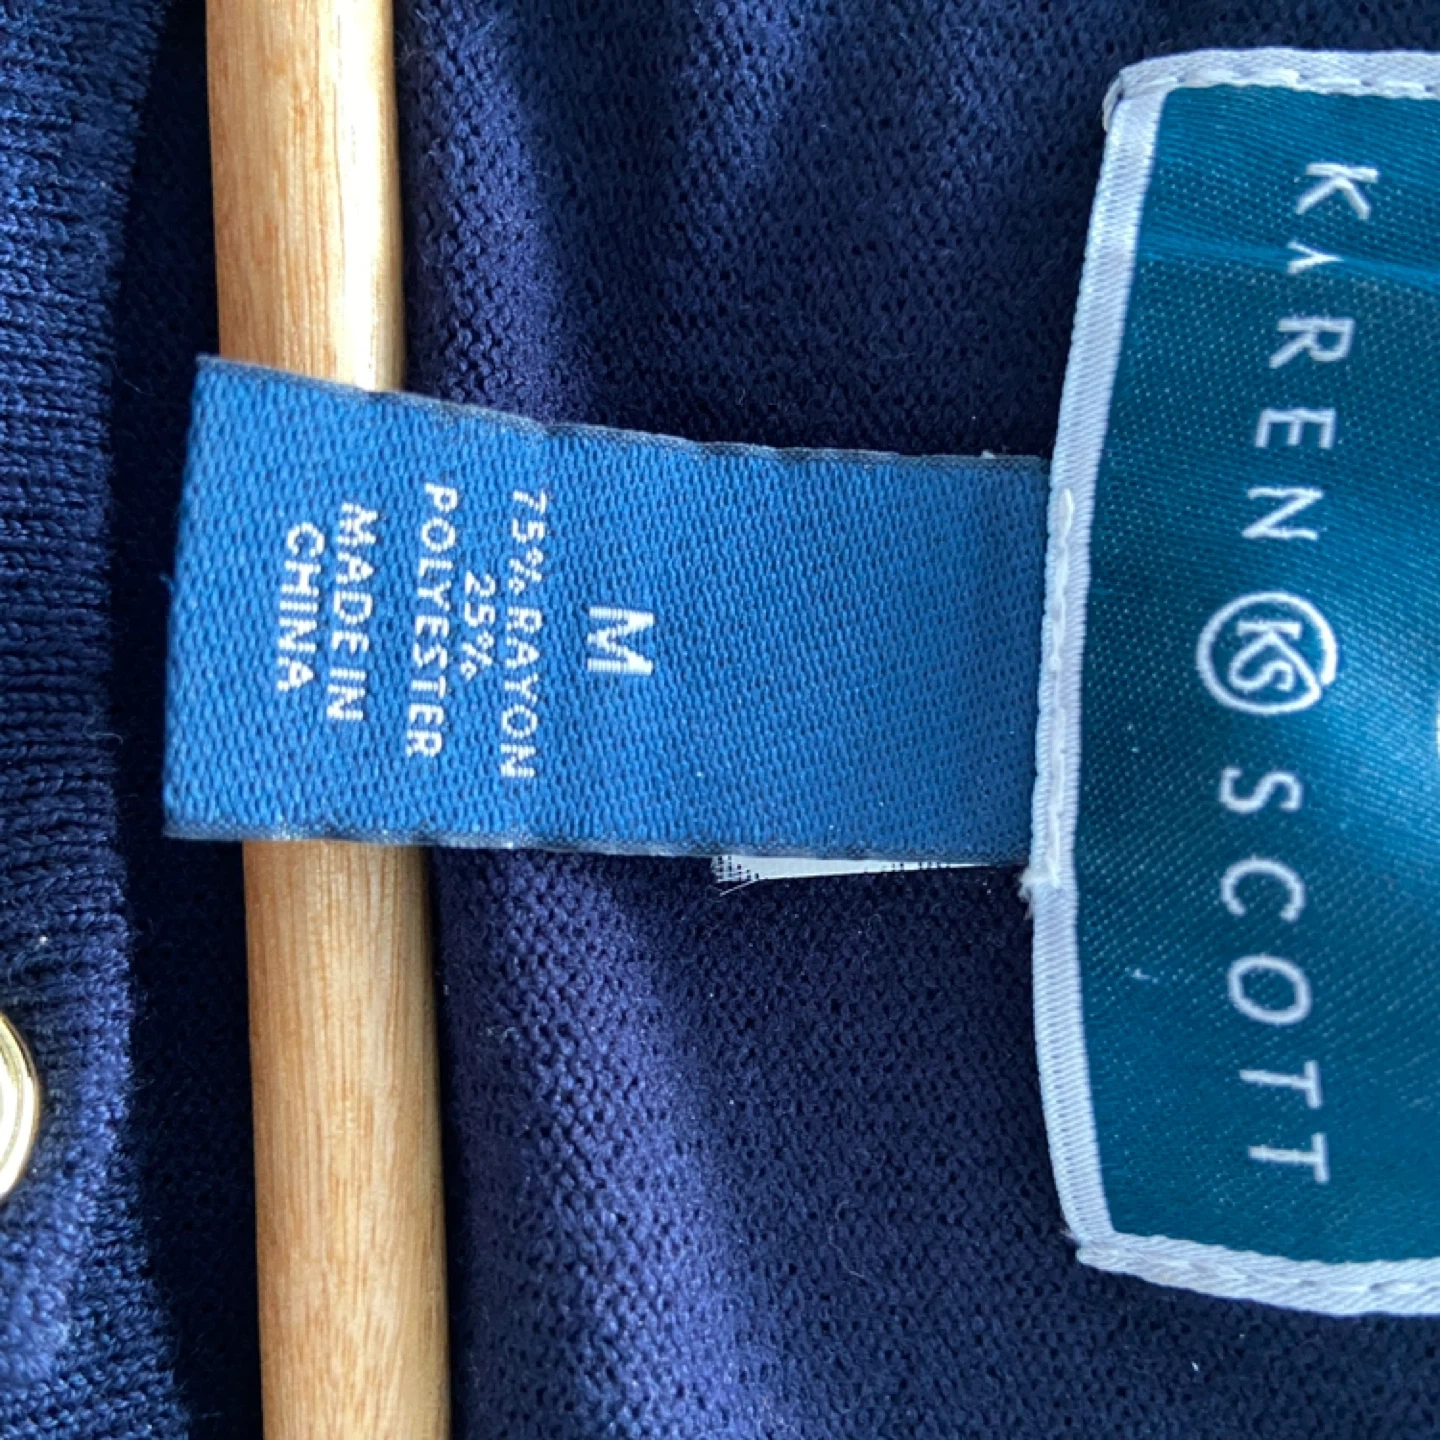 KAREN KS SCOTT
M
75% RAYON
25%
POLYESTER
MADE IN
CHINA